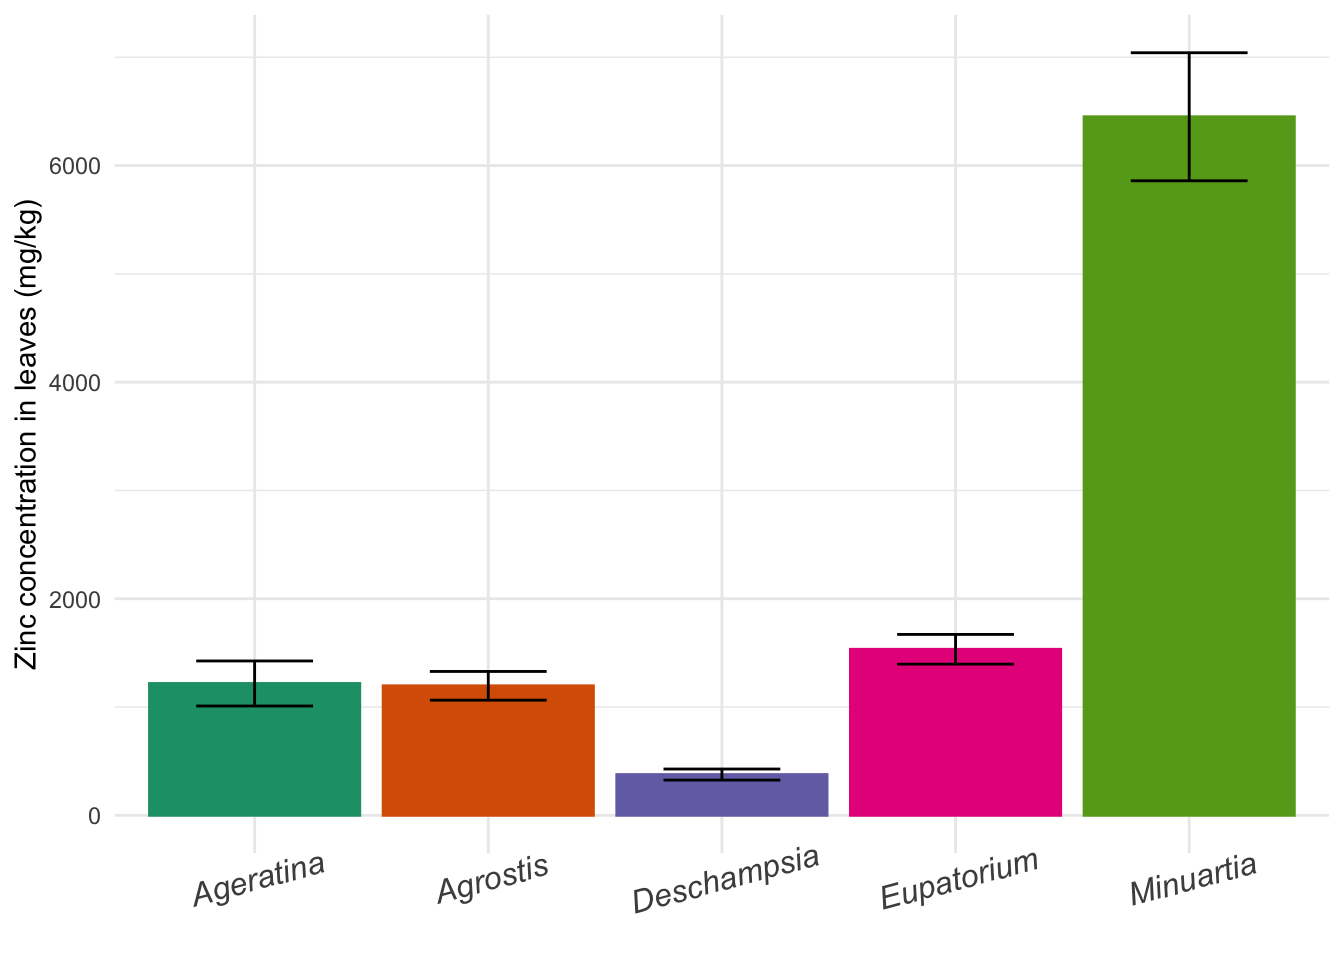 Zinc concentration in leaves (mg/kg)
6000
4000
2000
0
Ageratina
Agrostis
Deschampsia
Eupatorium
Minuartia